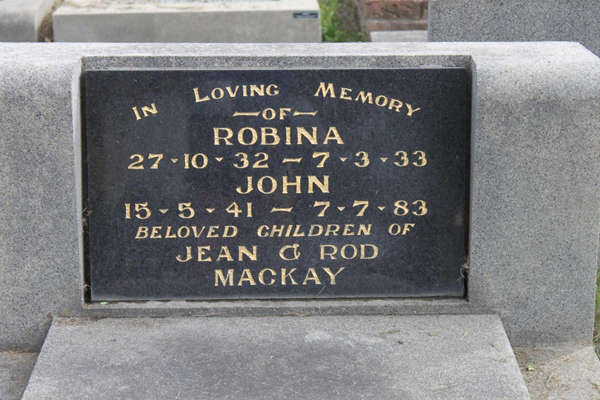 IN LOVING MEMORY
—OF—
ROBINA
27·10·32 — 7·3·33
JOHN
15·5·41 — 7·7·83
BELOVED CHILDREN OF
JEAN & ROD
MACKAY